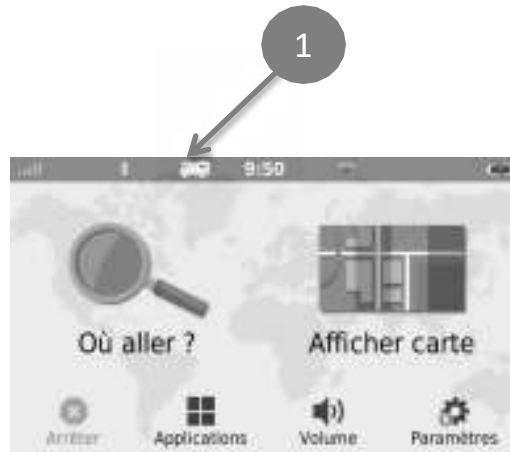 1
9:50
Où aller ?
Afficher carte
Arrêter
Applications
Volume
Paramètres